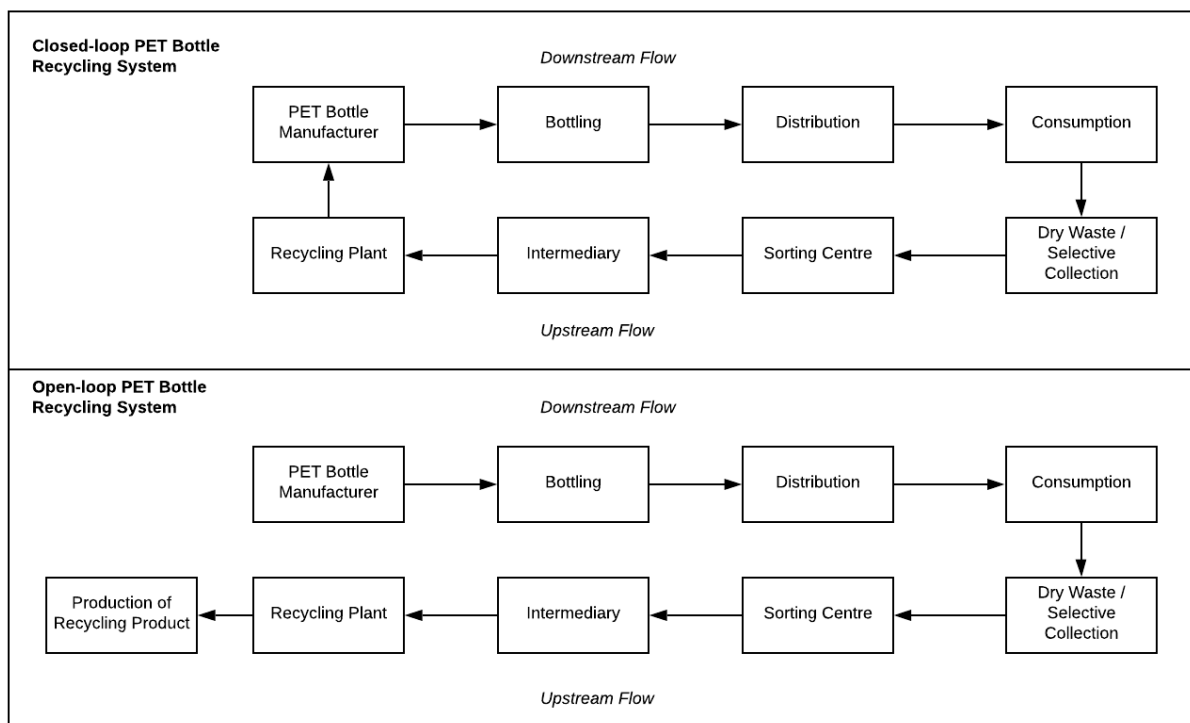 Closed-loop PET Bottle
Recycling System
Downstream Flow
PET Bottle
Manufacturer
Bottling
Distribution
Consumption
Recycling Plant
Intermediary
Sorting Centre
Dry Waste /
Selective
Collection
Upstream Flow
Open-loop PET Bottle
Recycling System
Downstream Flow
PET Bottle
Manufacturer
Bottling
Distribution
Consumption
Production of
Recycling Product
Recycling Plant
Intermediary
Sorting Centre
Dry Waste /
Selective
Collection
Upstream Flow